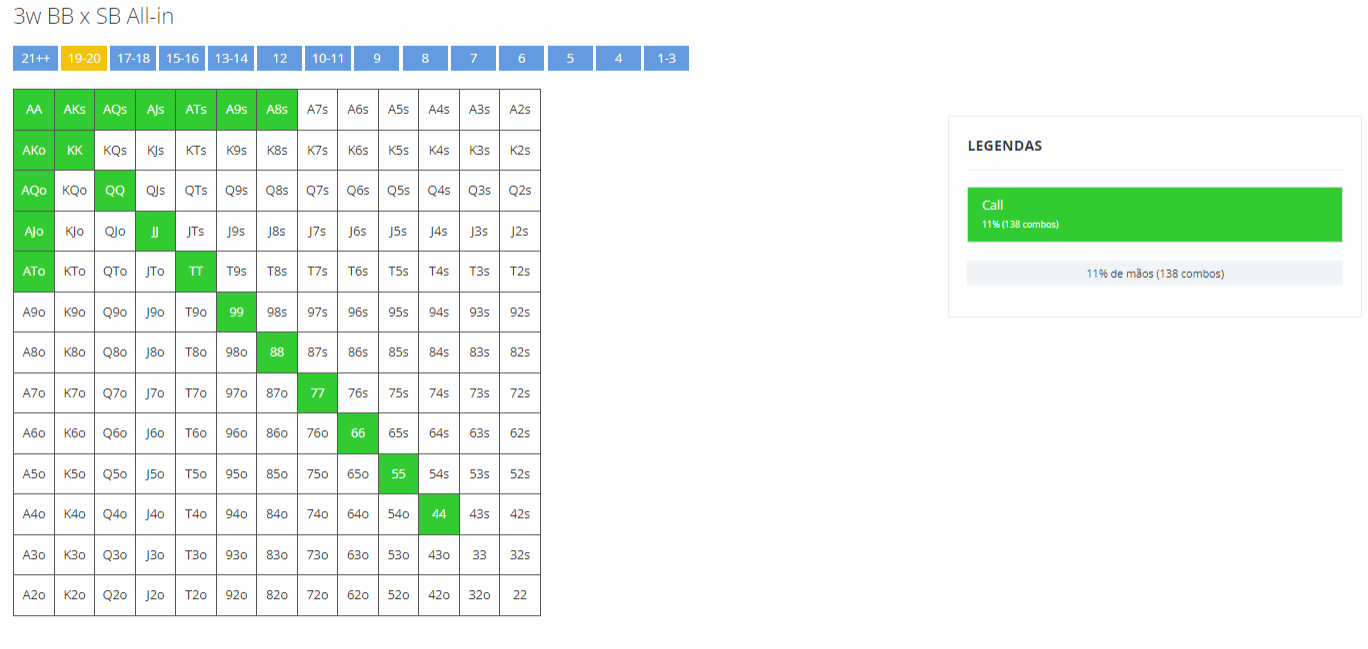 3w BB x SB All-in
21++ 19-20 17-18 15-16 13-14 12 10-11 9 8 7 6 5 4 1-3
AA AKs AQs AJs ATs A9s A8s A7s A6s A5s A4s A3s A2s
AKo KK KQs KJs KTs K9s K8s K7s K6s K5s K4s K3s K2s
AQo KQo QQ QJs QTs Q9s Q8s Q7s Q6s Q5s Q4s Q3s Q2s
AJo KJo QJo JJ JTs J9s J8s J7s J6s J5s J4s J3s J2s
ATo KTo QTo JTo TT T9s T8s T7s T6s T5s T4s T3s T2s
A9o K9o Q9o J9o T9o 99 98s 97s 96s 95s 94s 93s 92s
A8o K8o Q8o J8o T8o 98o 88 87s 86s 85s 84s 83s 82s
A7o K7o Q7o J7o T7o 97o 87o 77 76s 75s 74s 73s 72s
A6o K6o Q6o J6o T6o 96o 86o 76o 66 65s 64s 63s 62s
A5o K5o Q5o J5o T5o 95o 85o 75o 65o 55 54s 53s 52s
A4o K4o Q4o J4o T4o 94o 84o 74o 64o 54o 44 43s 42s
A3o K3o Q3o J3o T3o 93o 83o 73o 63o 53o 43o 33 32s
A2o K2o Q2o J2o T2o 92o 82o 72o 62o 52o 42o 32o 22
LEGENDAS
Call
11% (138 combos)
11% de mãos (138 combos)